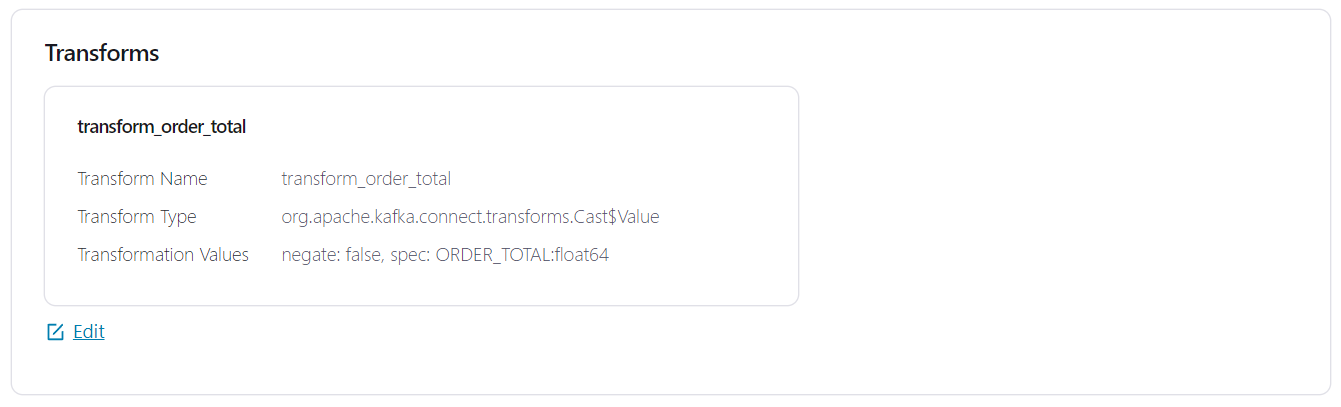 Transforms
transform_order_total
Transform Name transform_order_total
Transform Type org.apache.kafka.connect.transforms.Cast$Value
Transformation Values negate: false, spec: ORDER_TOTAL:float64
Edit